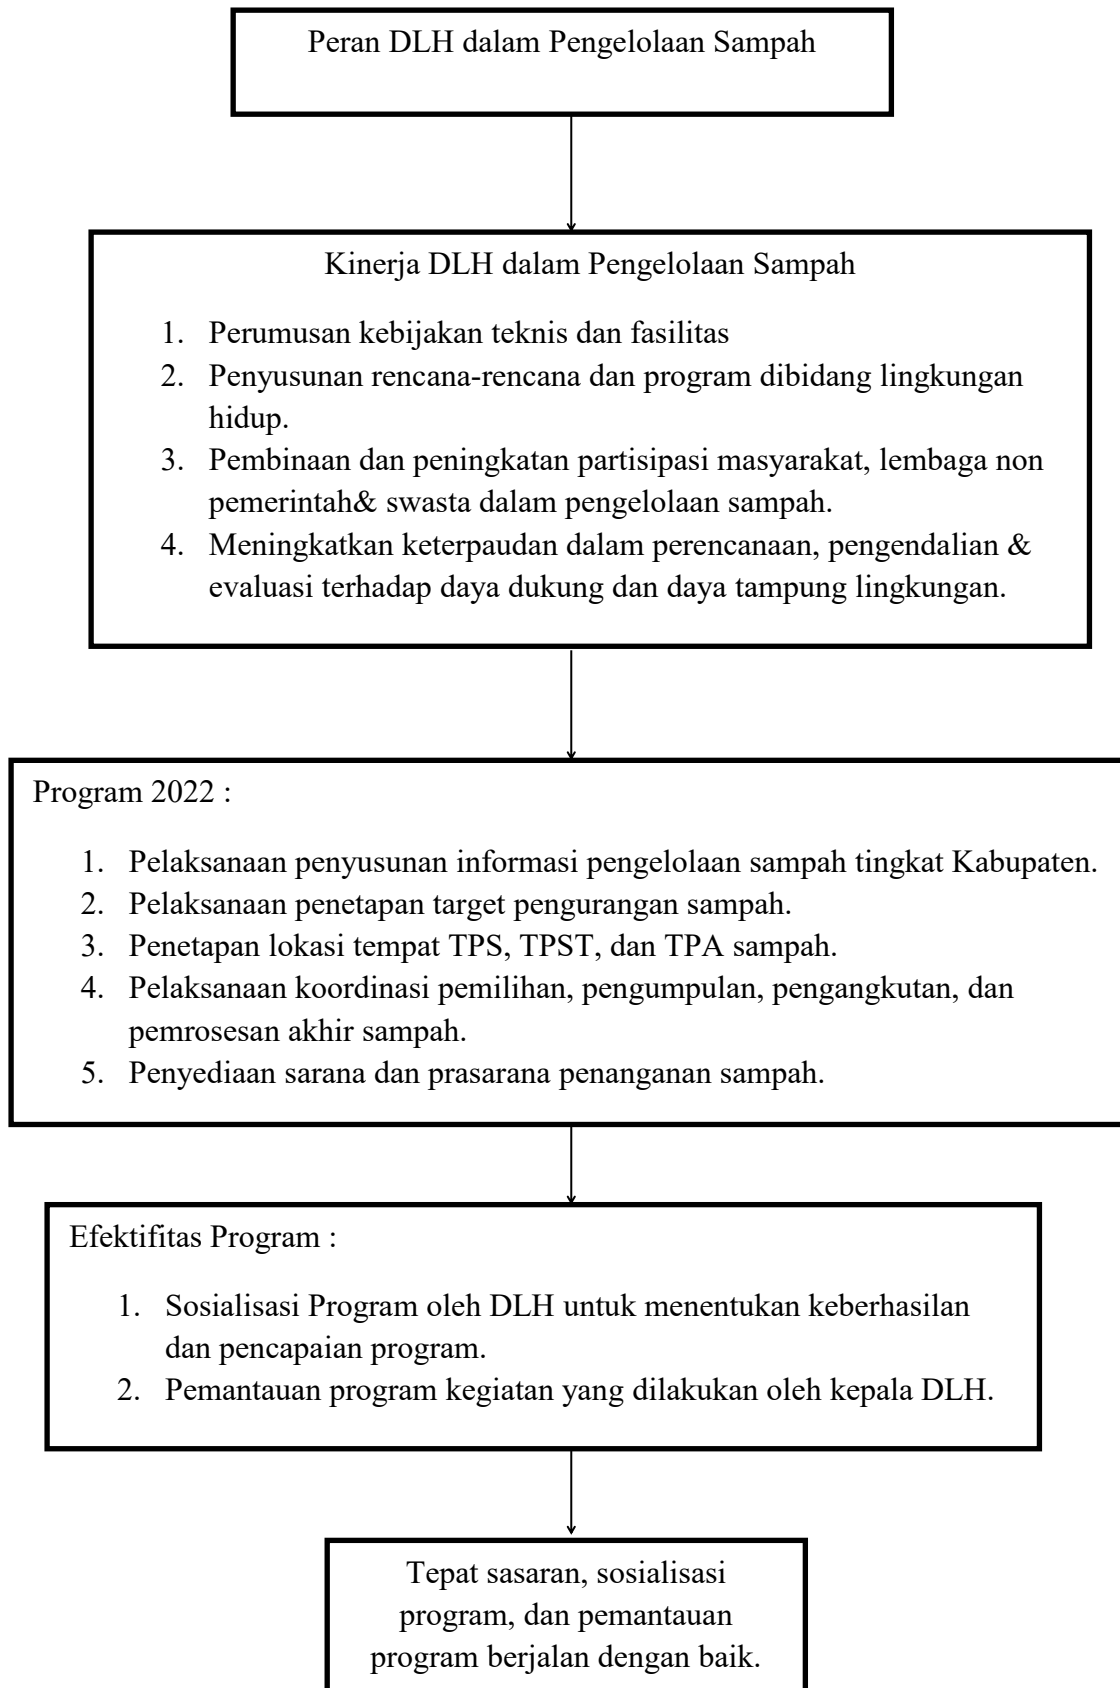 Peran DLH dalam Pengelolaan Sampah
Kinerja DLH dalam Pengelolaan Sampah
1. Perumusan kebijakan teknis dan fasilitas
2. Penyusunan rencana-rencana dan program dibidang lingkungan
hidup.
3. Pembinaan dan peningkatan partisipasi masyarakat, lembaga non
pemerintah& swasta dalam pengelolaan sampah.
4. Meningkatkan keterpaudan dalam perencanaan, pengendalian &
evaluasi terhadap daya dukung dan daya tampung lingkungan.
Program 2022 :
1. Pelaksanaan penyusunan informasi pengelolaan sampah tingkat Kabupaten.
2. Pelaksanaan penetapan target pengurangan sampah.
3. Penetapan lokasi tempat TPS, TPST, dan TPA sampah.
4. Pelaksanaan koordinasi pemilihan, pengumpulan, pengangkutan, dan
pemrosesan akhir sampah.
5. Penyediaan sarana dan prasarana penanganan sampah.
Efektifitas Program :
1. Sosialisasi Program oleh DLH untuk menentukan keberhasilan
dan pencapaian program.
2. Pemantauan program kegiatan yang dilakukan oleh kepala DLH.
Tepat sasaran, sosialisasi
program, dan pemantauan
program berjalan dengan baik.